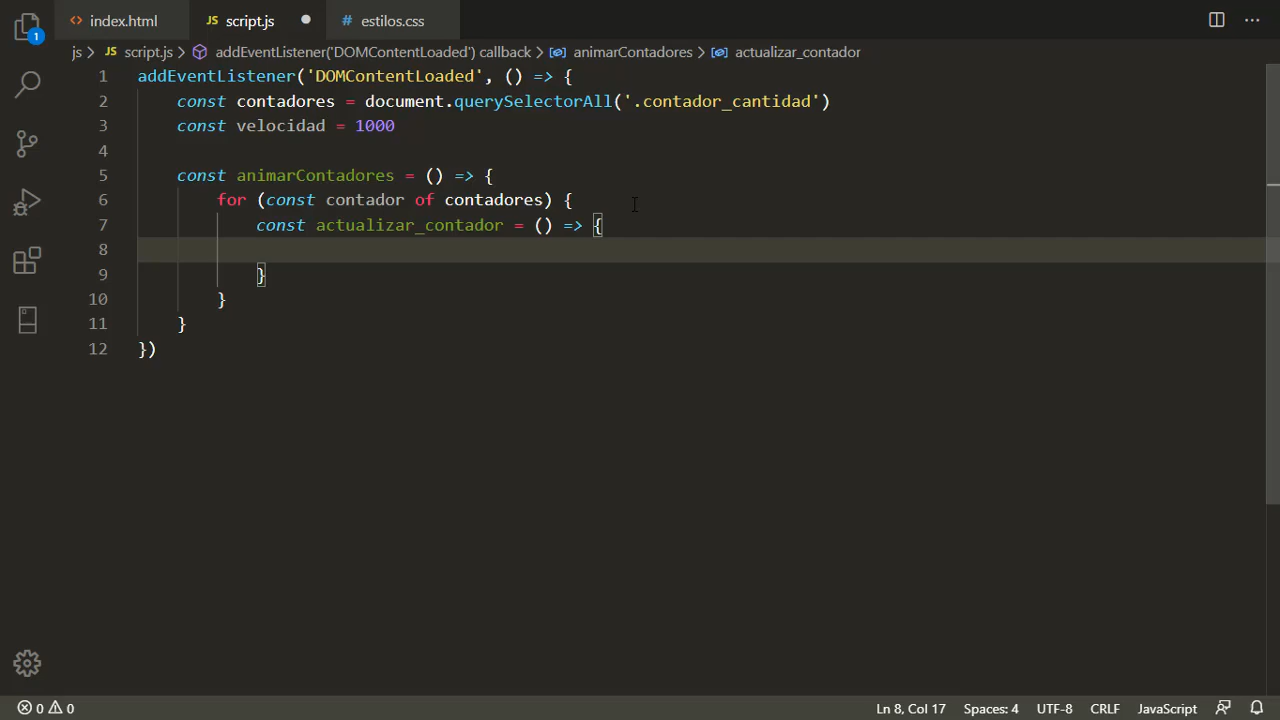 index.html
JS script.js
# estilos.css
1
js > JS script.js > addEventListener('DOMContentLoaded') callback > animarContadores > actualizar_contador
1 addEventListener('DOMContentLoaded', () => {
2 const contadores = document.querySelectorAll('.contador_cantidad')
3 const velocidad = 1000
4
5 const animarContadores = () => {
6 for (const contador of contadores) {
7 const actualizar_contador = () => {
8
9 }
10 }
11 }
12 })
0 0 Ln 8, Col 17 Spaces: 4 UTF-8 CRLF JavaScript